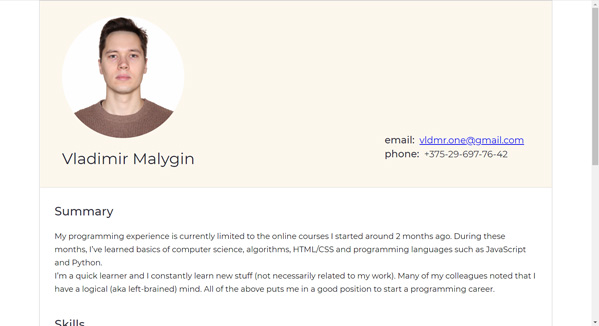 Vladimir Malygin
email: vldmr.one@gmail.com
phone: +375-29-697-76-42
Summary
My programming experience is currently limited to the online courses I started around 2 months ago. During these
months, I've learned basics of computer science, algorithms, HTML/CSS and programming languages such as JavaScript
and Python.
I'm a quick learner and I constantly learn new stuff (not necessarily related to my work). Many of my colleagues noted that I
have a logical (aka left-brained) mind. All of the above puts me in a good position to start a programming career.
Skills